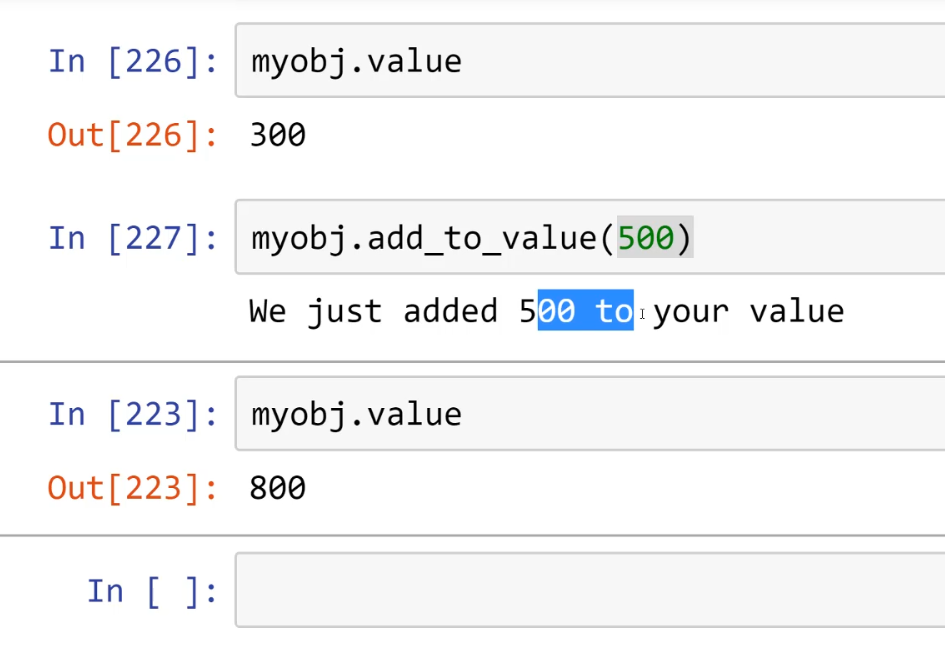 In [226]: myobj.value
Out[226]: 300
In [227]: myobj.add_to_value(500)
We just added 500 to your value
In [223]: myobj.value
Out[223]: 800
In [ ]: